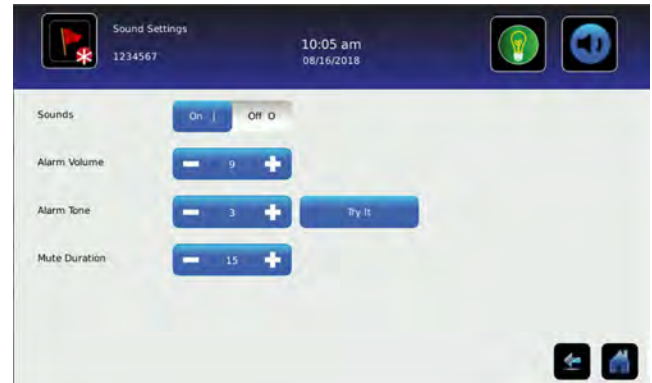 Sound Settings
1234567
10:05 am
08/16/2018
Sounds
On | Off O
Alarm Volume
9
Alarm Tone
3
Try It
Mute Duration
15